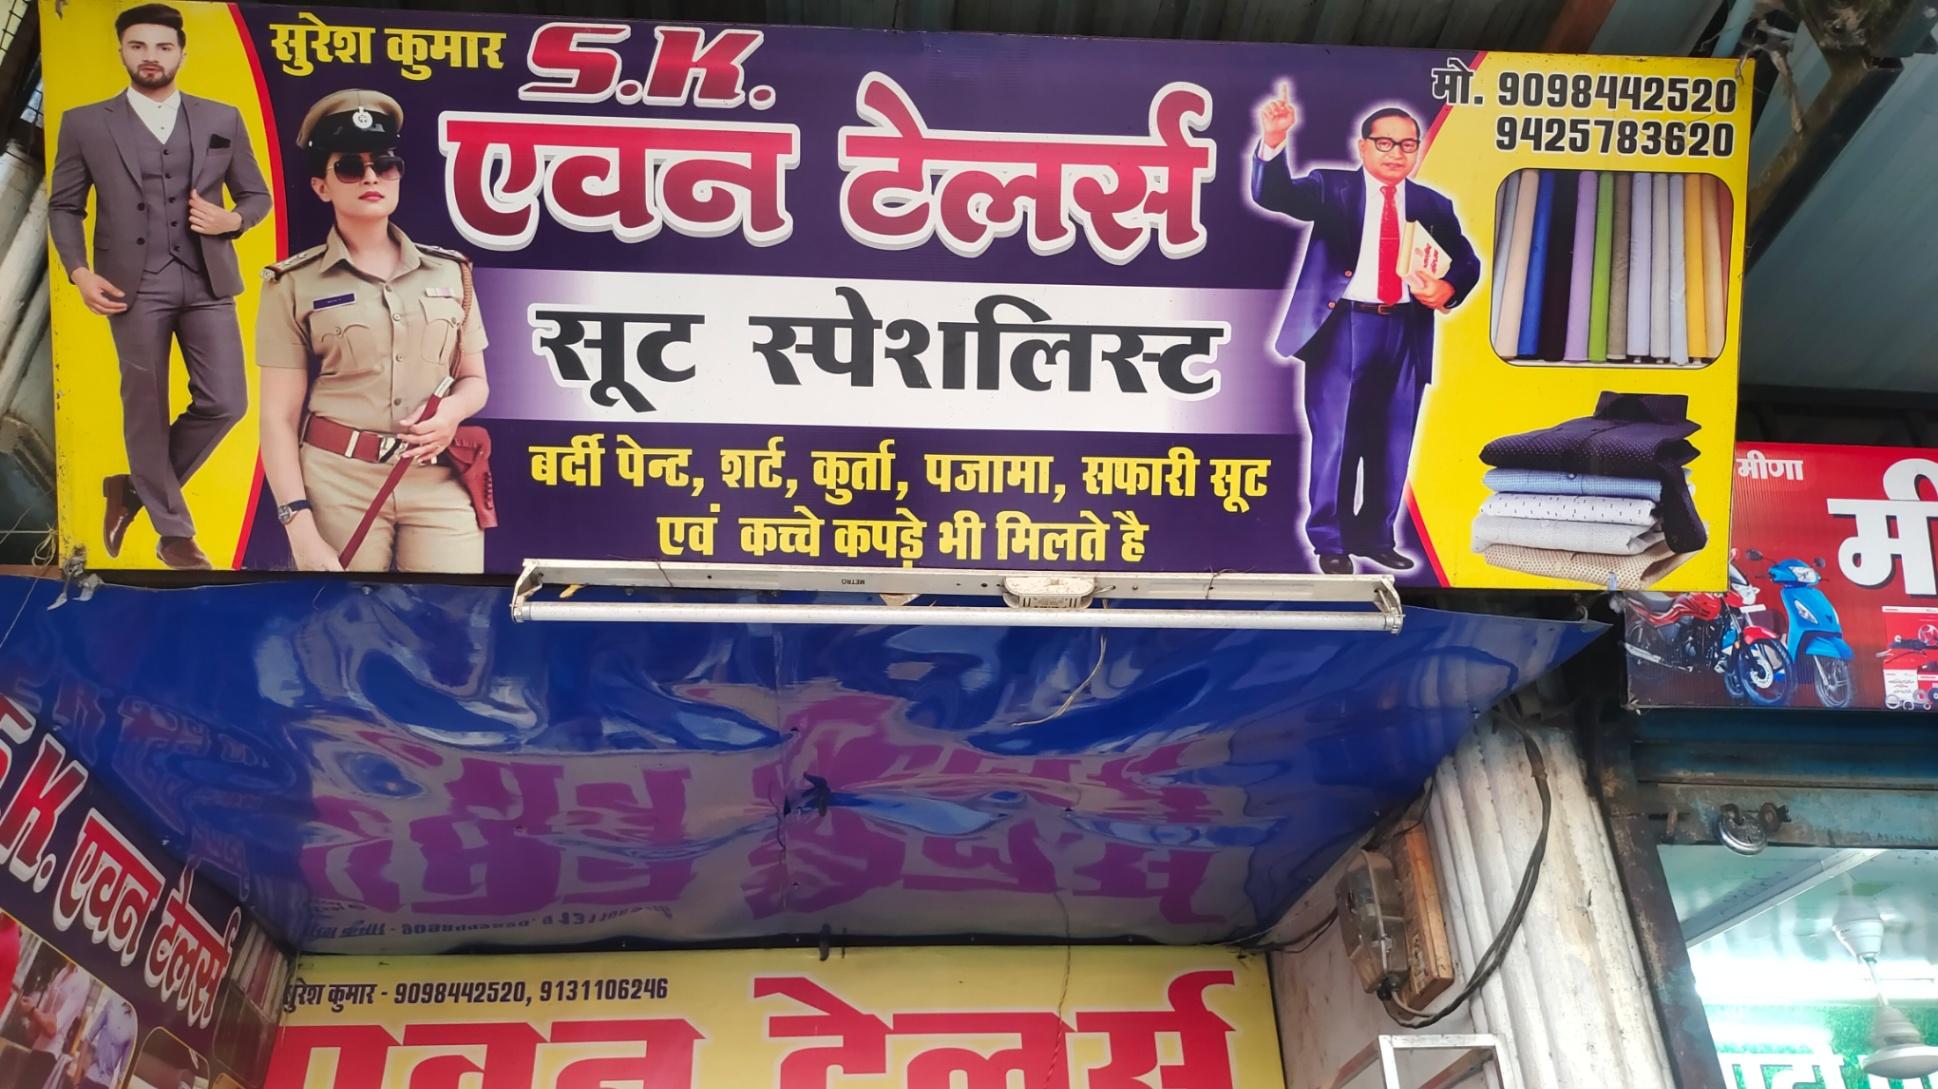 सुरेश कुमार S.K.
एवन टेलर्स
सूट स्पेशलिस्ट
बर्दी पेन्ट, शर्ट, कुर्ता, पजामा, सफारी सूट
एवं कच्चे कपड़े भी मिलते है
मो. 9098442520
9425783620
मीणा
METRO
S.K. एवन टेलर्स
सुरेश कुमार - 9098442520, 9131106246
एवन टेलर्स